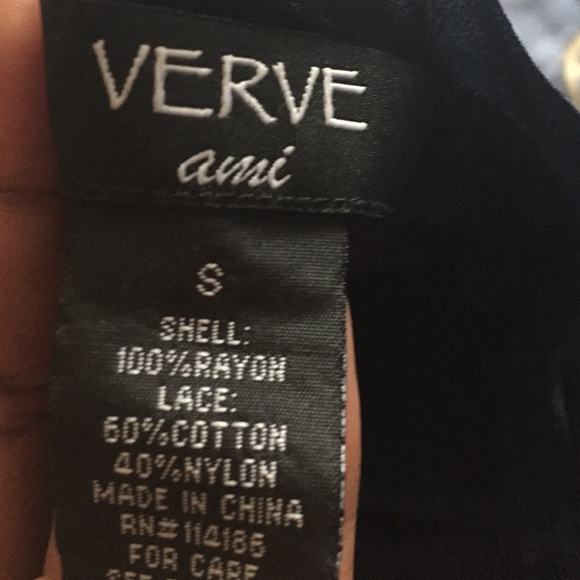 VERVE
ami
S
SHELL:
100%RAYON
LACE:
60%COTTON
40%NYLON
MADE IN CHINA
RN#114186
FOR CARE